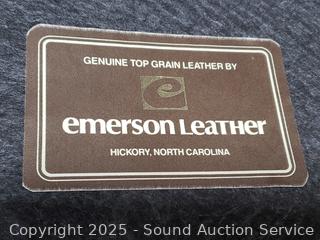 GENUINE TOP GRAIN LEATHER BY
e
emerson Leather
HICKORY, NORTH CAROLINA
Copyright 2025 - Sound Auction Service